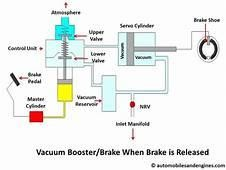 Atmosphere
Servo Cylinder
Brake Shoe
Upper
Valve
Control Unit
Lower
Valve
Vacuum
Vacuum
Brake
Pedal
Vacuum
Reservoir
NRV
Master
Cylinder
Inlet Manifold
Vacuum Booster/Brake When Brake is Released
© automobilesandengines.com